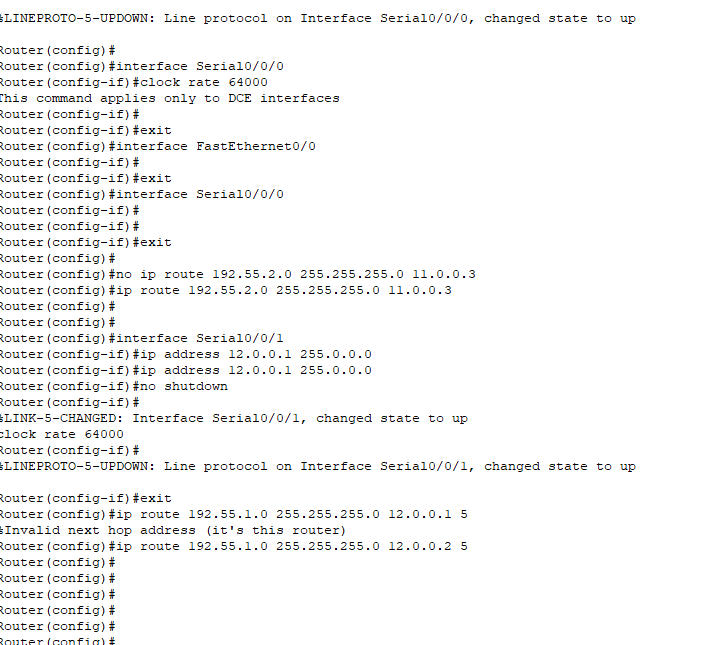 %LINEPROTO-5-UPDOWN: Line protocol on Interface Serial0/0/0, changed state to up
Router(config)#
Router(config)#interface Serial0/0/0
Router(config-if)#clock rate 64000
This command applies only to DCE interfaces
Router(config-if)#
Router(config-if)#exit
Router(config)#interface FastEthernet0/0
Router(config-if)#
Router(config-if)#exit
Router(config)#interface Serial0/0/0
Router(config-if)#
Router(config-if)#
Router(config-if)#exit
Router(config)#
Router(config)#no ip route 192.55.2.0 255.255.255.0 11.0.0.3
Router(config)#ip route 192.55.2.0 255.255.255.0 11.0.0.3
Router(config)#
Router(config)#
Router(config)#interface Serial0/0/1
Router(config-if)#ip address 12.0.0.1 255.0.0.0
Router(config-if)#ip address 12.0.0.1 255.0.0.0
Router(config-if)#no shutdown
Router(config-if)#
%LINK-5-CHANGED: Interface Serial0/0/1, changed state to up
clock rate 64000
Router(config-if)#
%LINEPROTO-5-UPDOWN: Line protocol on Interface Serial0/0/1, changed state to up
Router(config-if)#exit
Router(config)#ip route 192.55.1.0 255.255.255.0 12.0.0.1 5
%Invalid next hop address (it's this router)
Router(config)#ip route 192.55.1.0 255.255.255.0 12.0.0.2 5
Router(config)#
Router(config)#
Router(config)#
Router(config)#
Router(config)#
Router(config)#